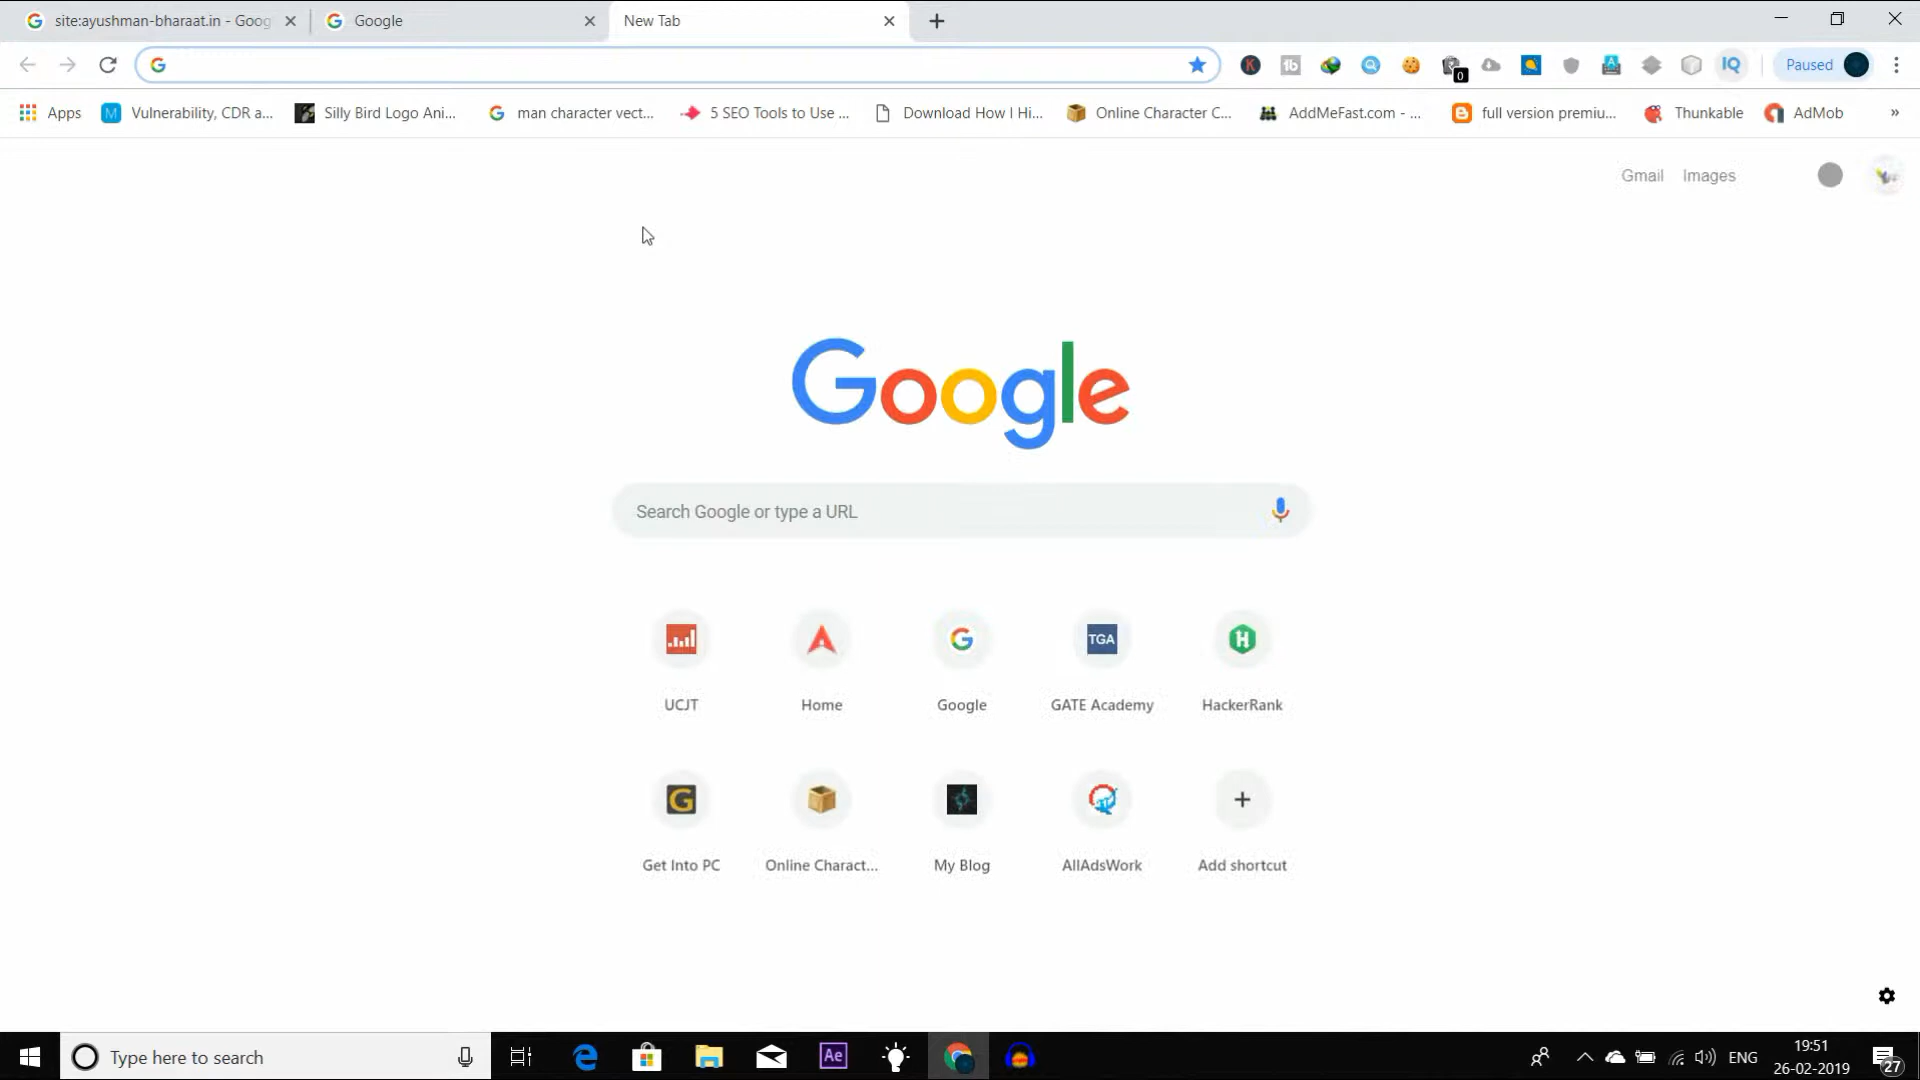 site:ayushman-bharaat.in - Goog
Google
New Tab
Paused
Apps
Vulnerability, CDR a...
Silly Bird Logo Ani...
man character vect...
5 SEO Tools to Use ...
Download How I Hi...
Online Character C...
AddMeFast.com - ...
full version premiu...
Thunkable
AdMob
»
Gmail
Images
Google
Search Google or type a URL
TGA
UCJT
Home
Google
GATE Academy
HackerRank
Get Into PC
Online Charact...
My Blog
AllAdsWork
Add shortcut
Type here to search
Ae
ENG
19:51
26-02-2019
27